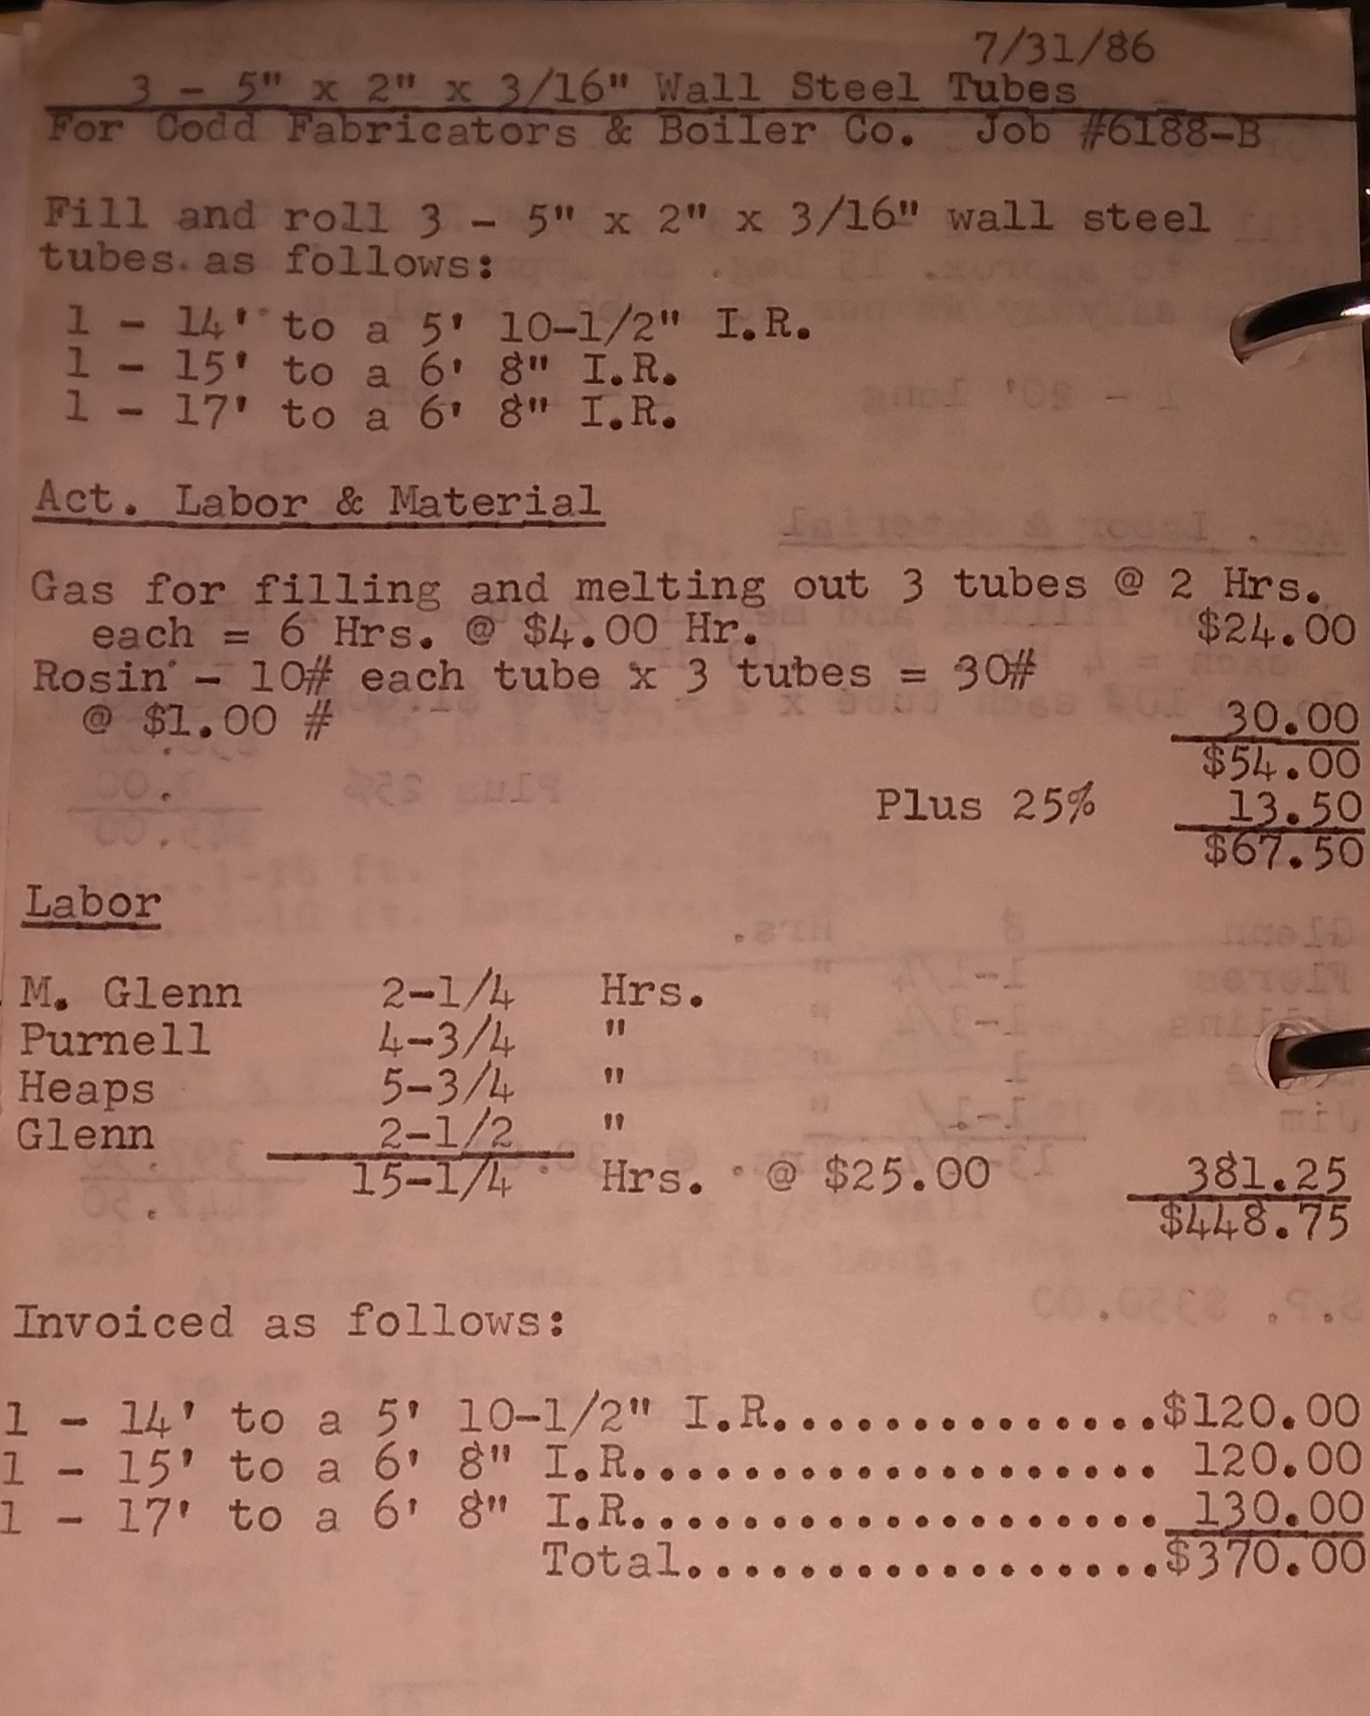 7/31/86
3 - 5" x 2" x 3/16" Wall Steel Tubes
For Codd Fabricators & Boiler Co. Job #6188-B
Fill and roll 3 - 5" x 2" x 3/16" wall steel
tubes as follows:
1 - 14' to a 5' 10-1/2" I.R.
1 - 15' to a 6' 8" I.R.
1 - 17' to a 6' 8" I.R.
Act. Labor & Material
Gas for filling and melting out 3 tubes @ 2 Hrs.
each = 6 Hrs. @ $4.00 Hr. $24.00
Rosin - 10# each tube x 3 tubes = 30#
@ $1.00 # 30.00
$54.00
Plus 25% 13.50
$67.50
Labor
M. Glenn 2-1/4 Hrs.
Purnell 4-3/4 "
Heaps 5-3/4 "
Glenn 2-1/2 "
15-1/4 Hrs. @ $25.00 381.25
$448.75
Invoiced as follows:
1 - 14' to a 5' 10-1/2" I.R..............$120.00
1 - 15' to a 6' 8" I.R.................... 120.00
1 - 17' to a 6' 8" I.R.................... 130.00
Total..................$370.00